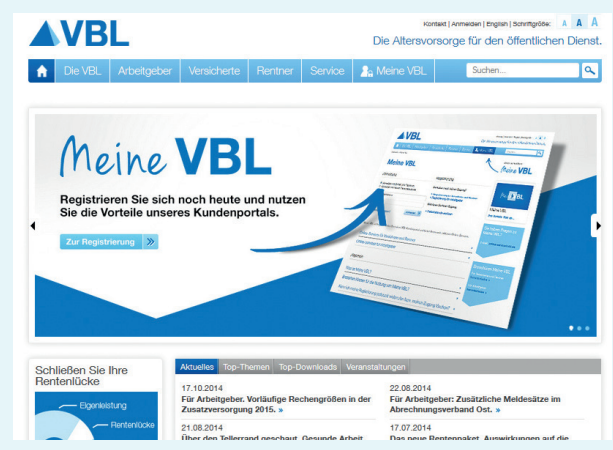 VBL
Kontakt | Anmelden | English | Schriftgröße: A A A
Die Altersvorsorge für den öffentlichen Dienst.
Die VBL Arbeitgeber Versicherte Rentner Service Meine VBL Suchen...
Meine VBL
Registrieren Sie sich noch heute und nutzen
Sie die Vorteile unseres Kundenportals.
Zur Registrierung »
VBL
Meine VBL
Meine VBL
Schließen Sie Ihre
Rentenlücke
Eigenleistung
Rentenlücke
Aktuelles Top-Themen Top-Downloads Veranstaltungen
17.10.2014
Für Arbeitgeber. Vorläufige Rechengrößen in der
Zusatzversorgung 2015. »
22.08.2014
Für Arbeitgeber: Zusätzliche Meldesätze im
Abrechnungsverband Ost. »
21.08.2014
Über den Tellerrand geschaut. Gesunde Arbeit
17.07.2014
Das neue Rentenpaket. Auswirkungen auf die